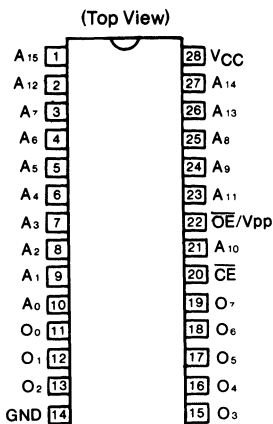 (Top View)
A15 1 28 VCC
A12 2 27 A14
A7 3 26 A13
A6 4 25 A8
A5 5 24 A9
A4 6 23 A11
A3 7 22 O̅E̅/Vpp
A2 8 21 A10
A1 9 20 C̅E̅
A0 10 19 O7
O0 11 18 O6
O1 12 17 O5
O2 13 16 O4
GND 14 15 O3